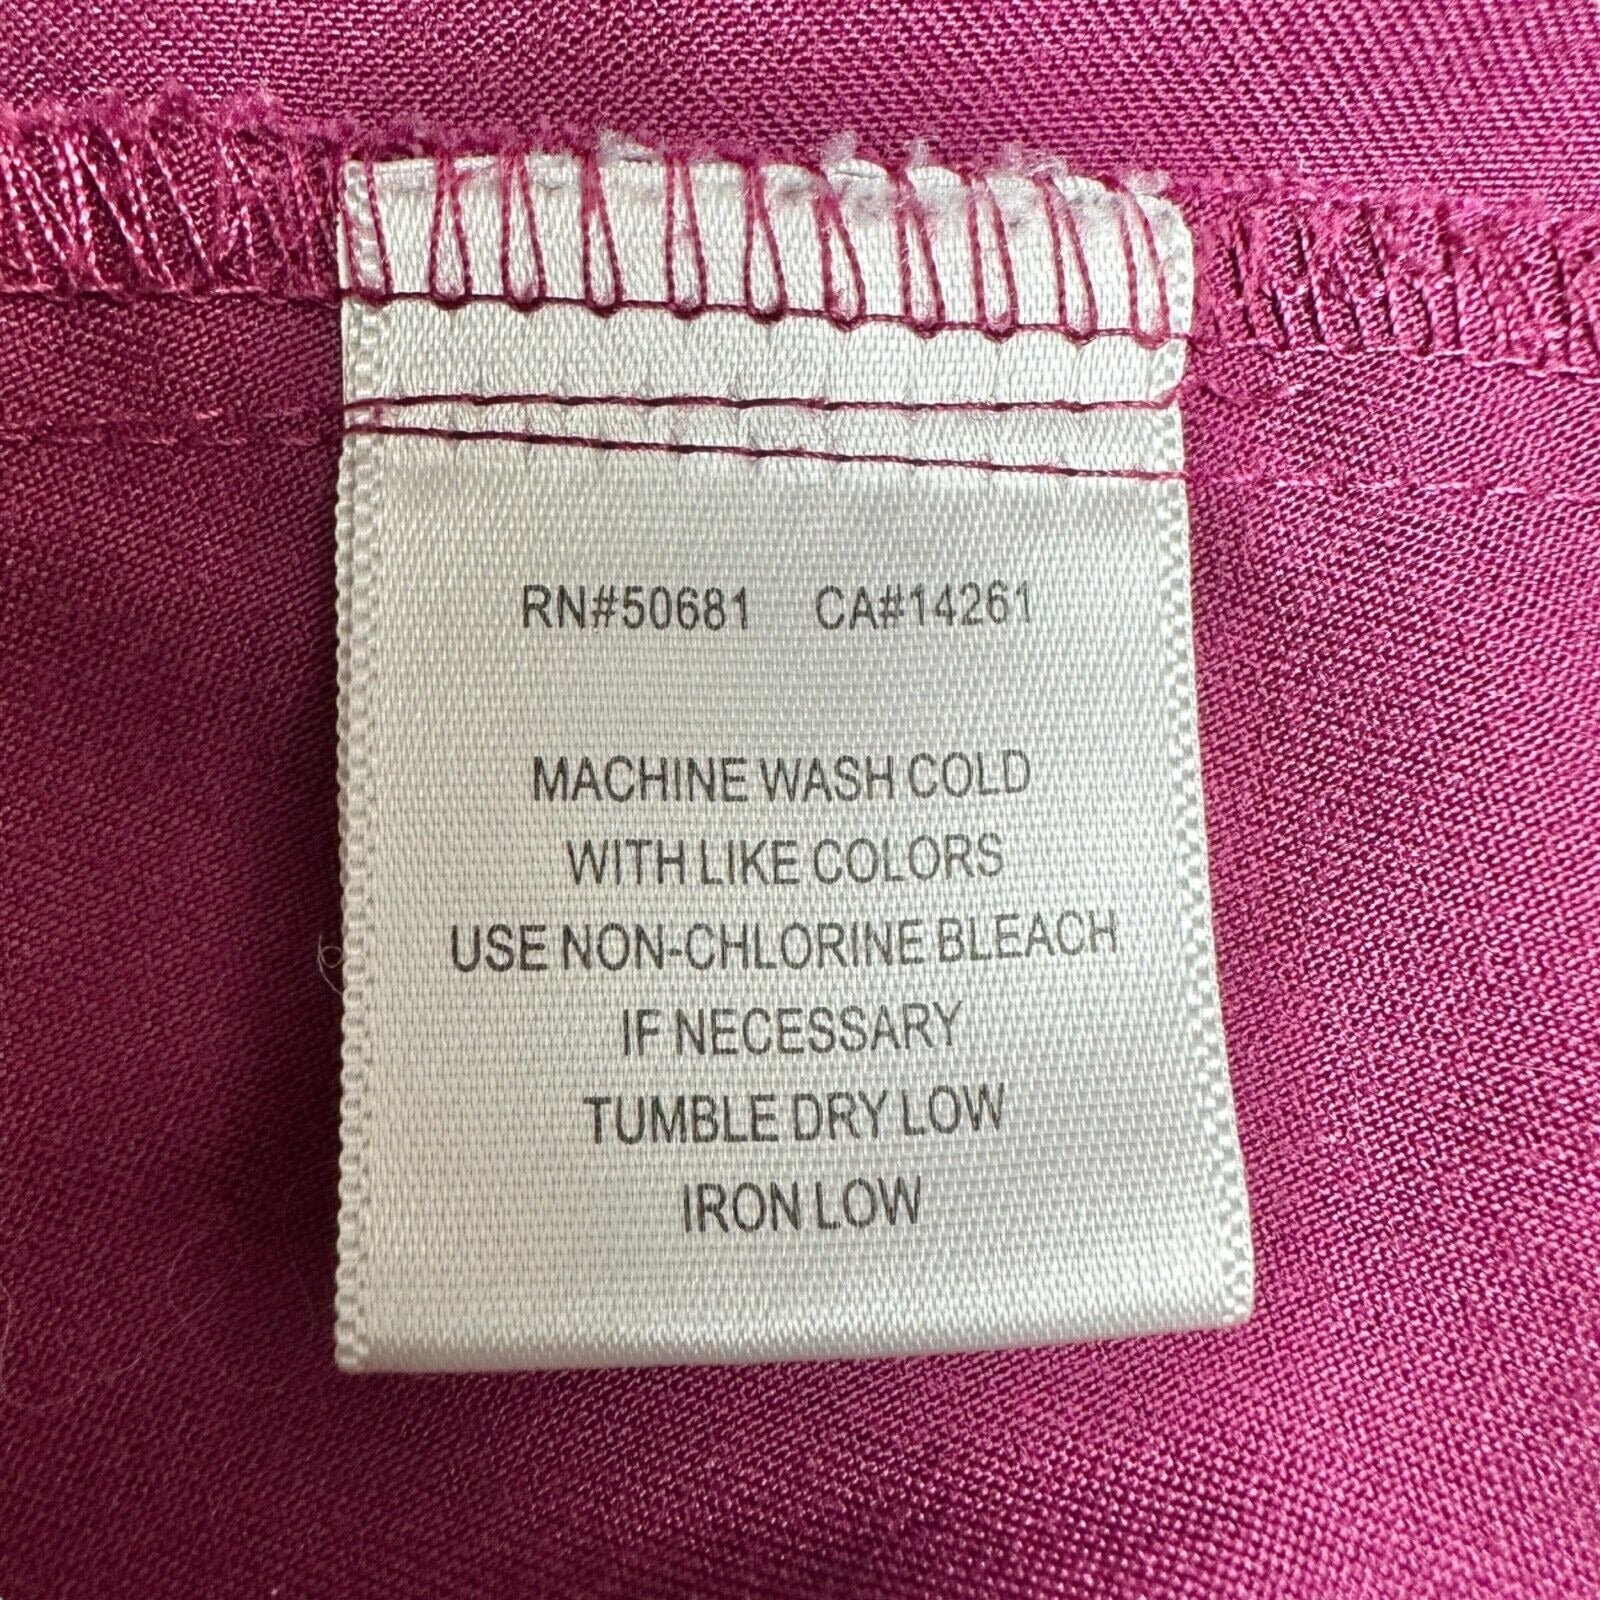 RN#50681 CA#14261
MACHINE WASH COLD
WITH LIKE COLORS
USE NON-CHLORINE BLEACH
IF NECESSARY
TUMBLE DRY LOW
IRON LOW